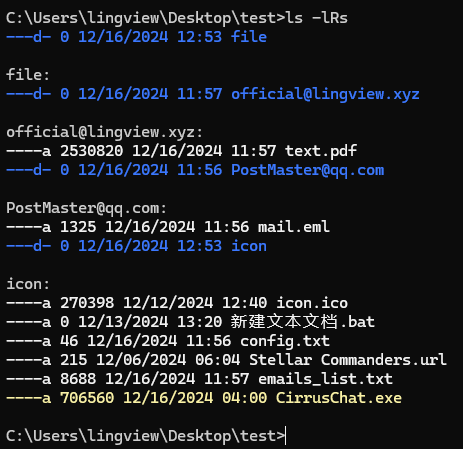 C:\Users\lingview\Desktop\test>ls -lRs
---d- 0 12/16/2024 12:53 file
file:
---d- 0 12/16/2024 11:57 official@lingview.xyz
official@lingview.xyz:
----a 2530820 12/16/2024 11:57 text.pdf
---d- 0 12/16/2024 11:56 PostMaster@qq.com
PostMaster@qq.com:
----a 1325 12/16/2024 11:56 mail.eml
---d- 0 12/16/2024 12:53 icon
icon:
----a 270398 12/12/2024 12:40 icon.ico
----a 0 12/13/2024 13:20 新建文本文档.bat
----a 46 12/16/2024 11:56 config.txt
----a 215 12/06/2024 06:04 Stellar Commanders.url
----a 8688 12/16/2024 11:57 emails_list.txt
----a 706560 12/16/2024 04:00 CirrusChat.exe
C:\Users\lingview\Desktop\test>